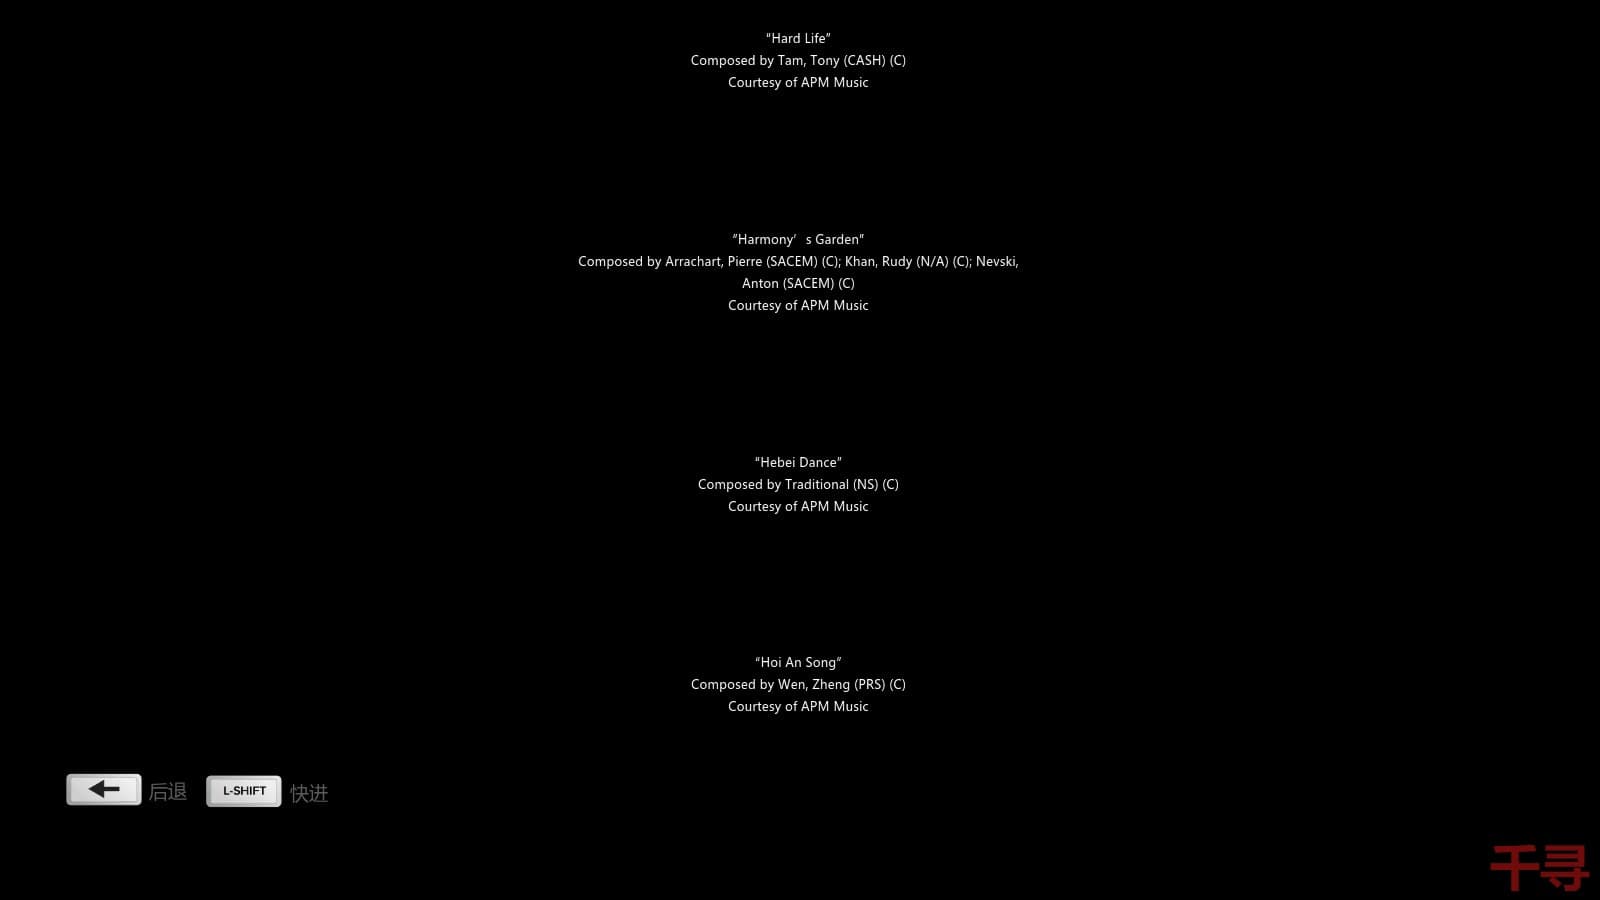 “Hard Life”
Composed by Tam, Tony (CASH) (C)
Courtesy of APM Music
“Harmony’s Garden”
Composed by Arrachart, Pierre (SACEM) (C); Khan, Rudy (N/A) (C); Nevski,
Anton (SACEM) (C)
Courtesy of APM Music
“Hebei Dance”
Composed by Traditional (NS) (C)
Courtesy of APM Music
“Hoi An Song”
Composed by Wen, Zheng (PRS) (C)
Courtesy of APM Music
后退 L-SHIFT 快进
千寻